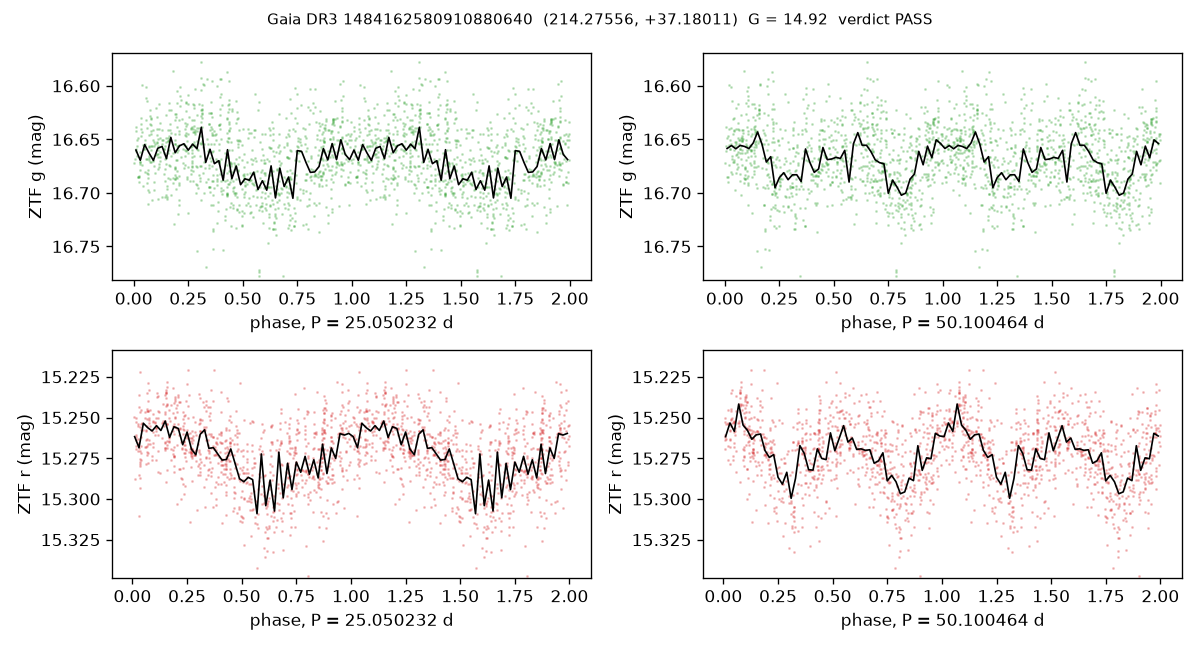 Gaia DR3 1484162580910880640 (214.27556, +37.18011) G = 14.92 verdict PASS
ZTF g (mag)
16.60
16.65
16.70
16.75
0.00 0.25 0.50 0.75 1.00 1.25 1.50 1.75 2.00
phase, P = 25.050232 d
ZTF g (mag)
16.60
16.65
16.70
16.75
0.00 0.25 0.50 0.75 1.00 1.25 1.50 1.75 2.00
phase, P = 50.100464 d
ZTF r (mag)
15.225
15.250
15.275
15.300
15.325
0.00 0.25 0.50 0.75 1.00 1.25 1.50 1.75 2.00
phase, P = 25.050232 d
ZTF r (mag)
15.225
15.250
15.275
15.300
15.325
0.00 0.25 0.50 0.75 1.00 1.25 1.50 1.75 2.00
phase, P = 50.100464 d